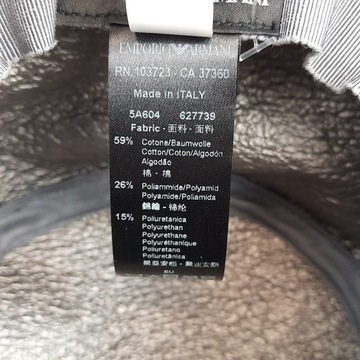 EMPORIO ARMANI
RN 103723 - CA 37360
Made in ITALY
5A604 627739
Fabric - 面料 - 面料
59% Cotone/Baumwolle
Cotton/Coton/Algodón
Algodão
棉 - 棉
26% Poliammide/Polyamid
Polyamide/Poliamida
锦纶
15% Poliuretanica
Polyurethan
Polyurethane
Polyuréthanique
Poliuretano
Poliuretânica
EU